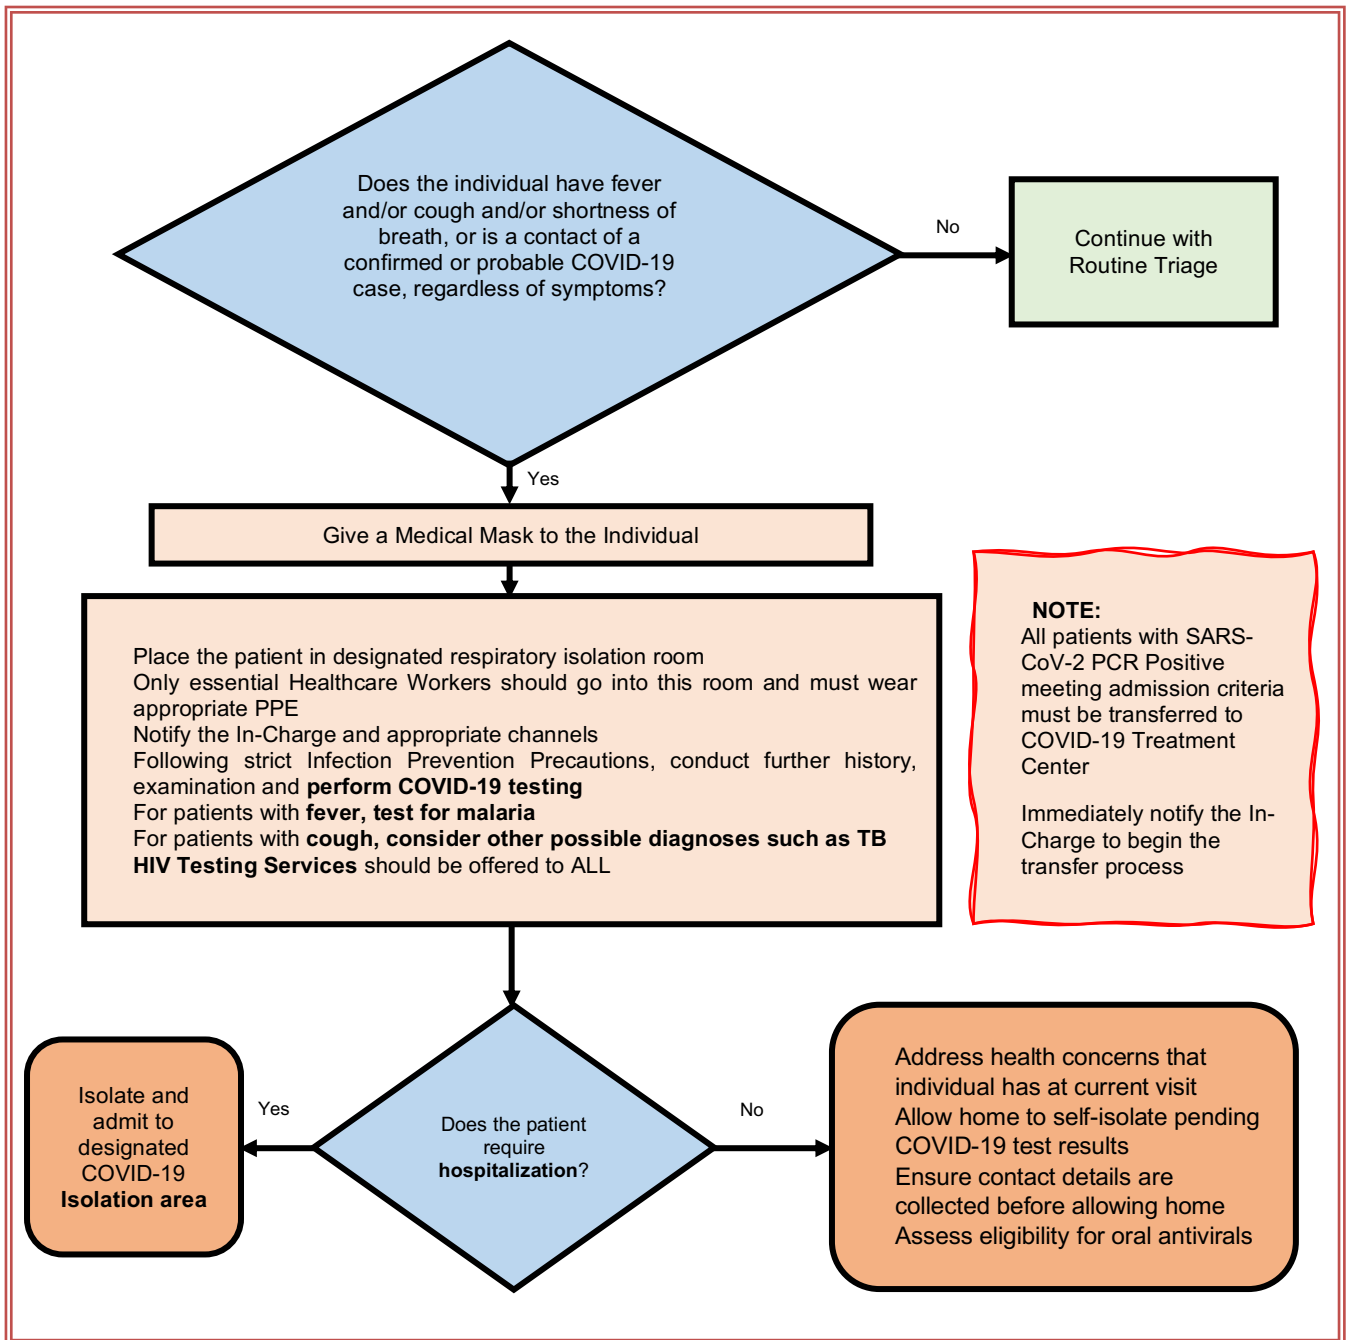 Does the individual have fever
and/or cough and/or shortness of
breath, or is a contact of a
confirmed or probable COVID-19
case, regardless of symptoms?
No
Continue with
Routine Triage
Yes
Give a Medical Mask to the Individual
Place the patient in designated respiratory isolation room
Only essential Healthcare Workers should go into this room and must wear
appropriate PPE
Notify the In-Charge and appropriate channels
Following strict Infection Prevention Precautions, conduct further history,
examination and perform COVID-19 testing
For patients with fever, test for malaria
For patients with cough, consider other possible diagnoses such as TB
HIV Testing Services should be offered to ALL
NOTE:
All patients with SARS-
CoV-2 PCR Positive
meeting admission criteria
must be transferred to
COVID-19 Treatment
Center
Immediately notify the In-
Charge to begin the
transfer process
Does the patient
require
hospitalization?
Yes
Isolate and
admit to
designated
COVID-19
Isolation area
No
Address health concerns that
individual has at current visit
Allow home to self-isolate pending
COVID-19 test results
Ensure contact details are
collected before allowing home
Assess eligibility for oral antivirals